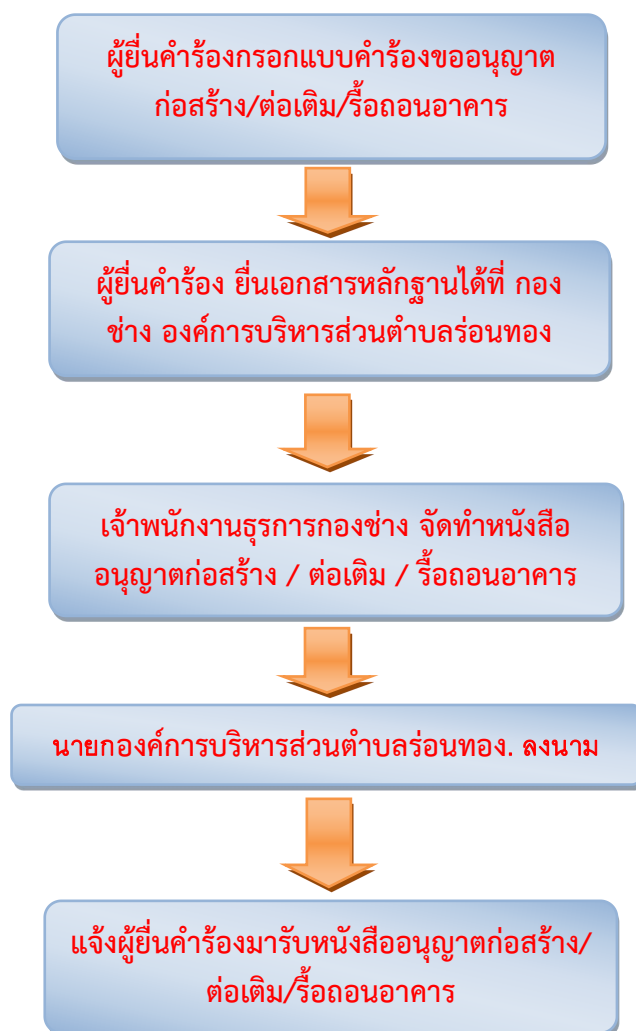 ผู้ยื่นคำร้องกรอกแบบคำร้องขออนุญาต
ก่อสร้าง/ต่อเติม/รื้อถอนอาคาร
ผู้ยื่นคำร้อง ยื่นเอกสารหลักฐานได้ที่ กอง
ช่าง องค์การบริหารส่วนตำบลร่อนทอง
เจ้าพนักงานธุรการกองช่าง จัดทำหนังสือ
อนุญาตก่อสร้าง / ต่อเติม / รื้อถอนอาคาร
นายกองค์การบริหารส่วนตำบลร่อนทอง. ลงนาม
แจ้งผู้ยื่นคำร้องมารับหนังสืออนุญาตก่อสร้าง/
ต่อเติม/รื้อถอนอาคาร